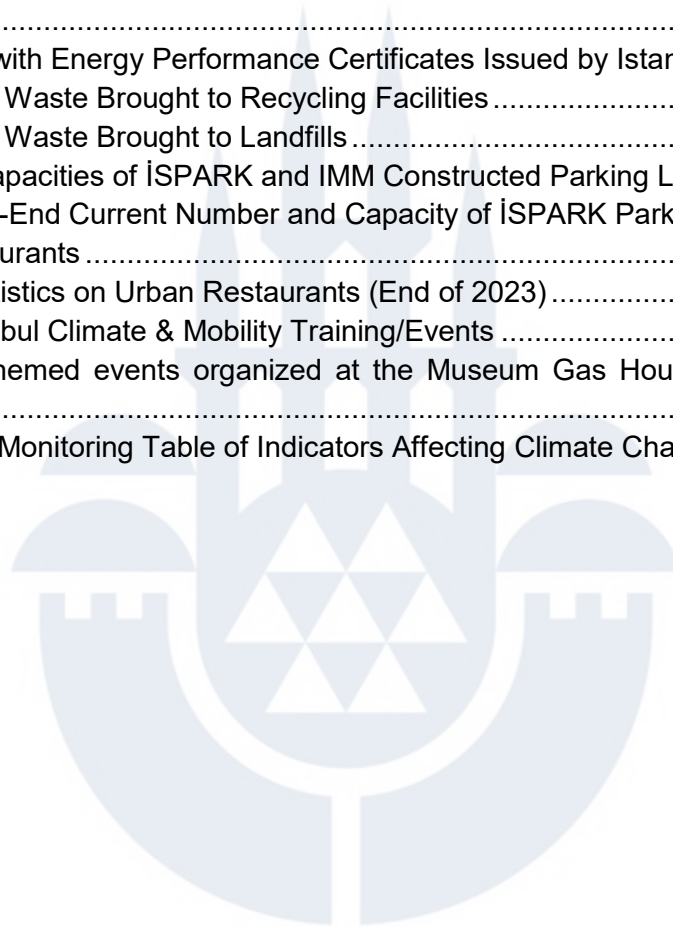 ....................................................................................
with Energy Performance Certificates Issued by Istan
Waste Brought to Recycling Facilities.......................
Waste Brought to Landfills.........................................
apacities of İSPARK and IMM Constructed Parking L
-End Current Number and Capacity of İSPARK Park
urants..........................................................................
istics on Urban Restaurants (End of 2023)................
bul Climate & Mobility Training/Events......................
hemed events organized at the Museum Gas Hou
....................................................................................
Monitoring Table of Indicators Affecting Climate Cha